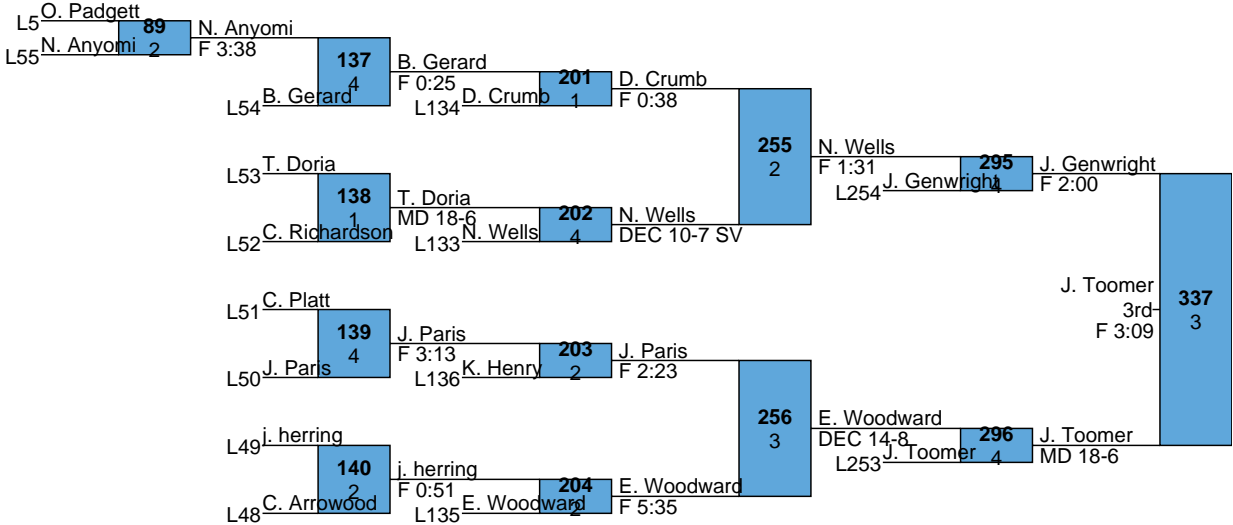 L5 O. Padgett
89
2
L55 N. Anyomi
N. Anyomi
F 3:38
137
4
L54 B. Gerard
B. Gerard
F 0:25
L134 D. Crumb
201
1
D. Crumb
F 0:38
L53 T. Doria
138
1
L52 C. Richardson
T. Doria
MD 18-6
L133 N. Wells
202
4
N. Wells
DEC 10-7 SV
255
2
N. Wells
F 1:31
L254 J. Genwright
295
4
J. Genwright
F 2:00
L51 C. Platt
139
4
L50 J. Paris
J. Paris
F 3:13
L136 K. Henry
203
2
J. Paris
F 2:23
L49 j. herring
140
2
L48 C. Arrowood
j. herring
F 0:51
L135 E. Woodward
204
2
E. Woodward
F 5:35
256
3
E. Woodward
DEC 14-8
L253 J. Toomer
296
4
J. Toomer
MD 18-6
337
3
J. Toomer
3rd
F 3:09